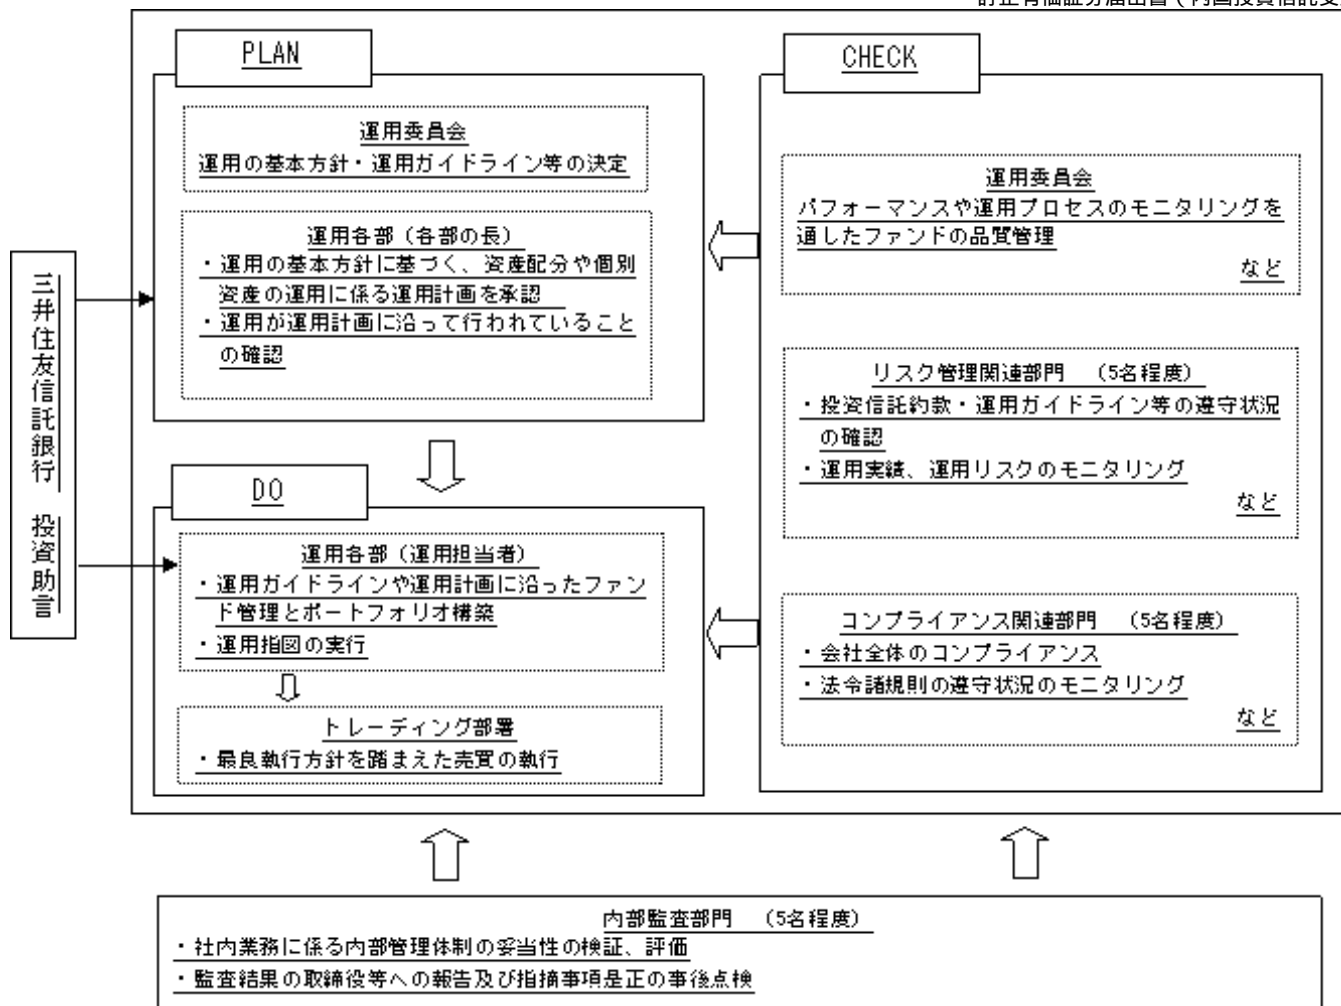 PLAN
運用委員会
運用の基本方針・運用ガイドライン等の決定
運用各部（各部の長）
・運用の基本方針に基づく、資産配分や個別
資産の運用に係る運用計画を承認
・運用が運用計画に沿って行われていること
の確認
三井住友信託銀行　投資助言
DO
運用各部（運用担当者）
・運用ガイドラインや運用計画に沿ったファン
ド管理とポートフォリオ構築
・運用指図の実行
トレーディング部署
・最良執行方針を踏まえた売買の執行
CHECK
運用委員会
パフォーマンスや運用プロセスのモニタリングを
通したファンドの品質管理
など
リスク管理関連部門　（5名程度）
・投資信託約款・運用ガイドライン等の遵守状況
の確認
・運用実績、運用リスクのモニタリング
など
コンプライアンス関連部門　（5名程度）
・会社全体のコンプライアンス
・法令諸規則の遵守状況のモニタリング
など
内部監査部門　（5名程度）
・社内業務に係る内部管理体制の妥当性の検証、評価
・監査結果の取締役等への報告及び指摘事項是正の事後点検